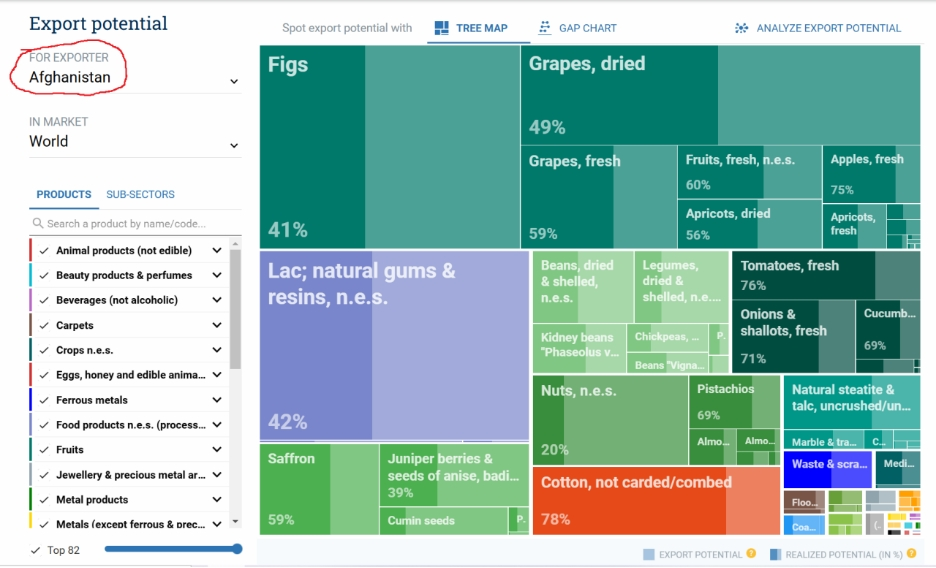 Export potential
Spot export potential with
TREE MAP
GAP CHART
ANALYZE EXPORT POTENTIAL
FOR EXPORTER
Afghanistan
IN MARKET
World
PRODUCTS
SUB-SECTORS
Search a product by name/code...
Animal products (not edible)
Beauty products & perfumes
Beverages (not alcoholic)
Carpets
Crops n.e.s.
Eggs, honey and edible anima...
Ferrous metals
Food products n.e.s. (process...
Fruits
Jewellery & precious metal ar...
Metal products
Metals (except ferrous & prec...
Top 82
Figs
41%
Grapes, dried
49%
Grapes, fresh
59%
Fruits, fresh, n.e.s.
60%
Apricots, dried
56%
Apples, fresh
75%
Apricots,
fresh
Lac; natural gums &
resins, n.e.s.
42%
Beans, dried
& shelled,
n.e.s.
Legumes,
dried &
shelled, n.e....
Kidney beans
"Phaseolus v...
Chickpeas, ...
P.
Beans "Vigna...
Tomatoes, fresh
76%
Onions &
shallots, fresh
71%
Cucumb...
69%
Saffron
59%
Juniper berries &
seeds of anise, badi...
39%
Cumin seeds
P.
Nuts, n.e.s.
20%
Pistachios
69%
Almo...
Almo...
Cotton, not carded/combed
78%
Natural steatite &
talc, uncrushed/un...
Marble & tra...
C...
Waste & scra...
Medi...
Floo...
Coa...
(...
EXPORT POTENTIAL
REALIZED POTENTIAL (IN %)